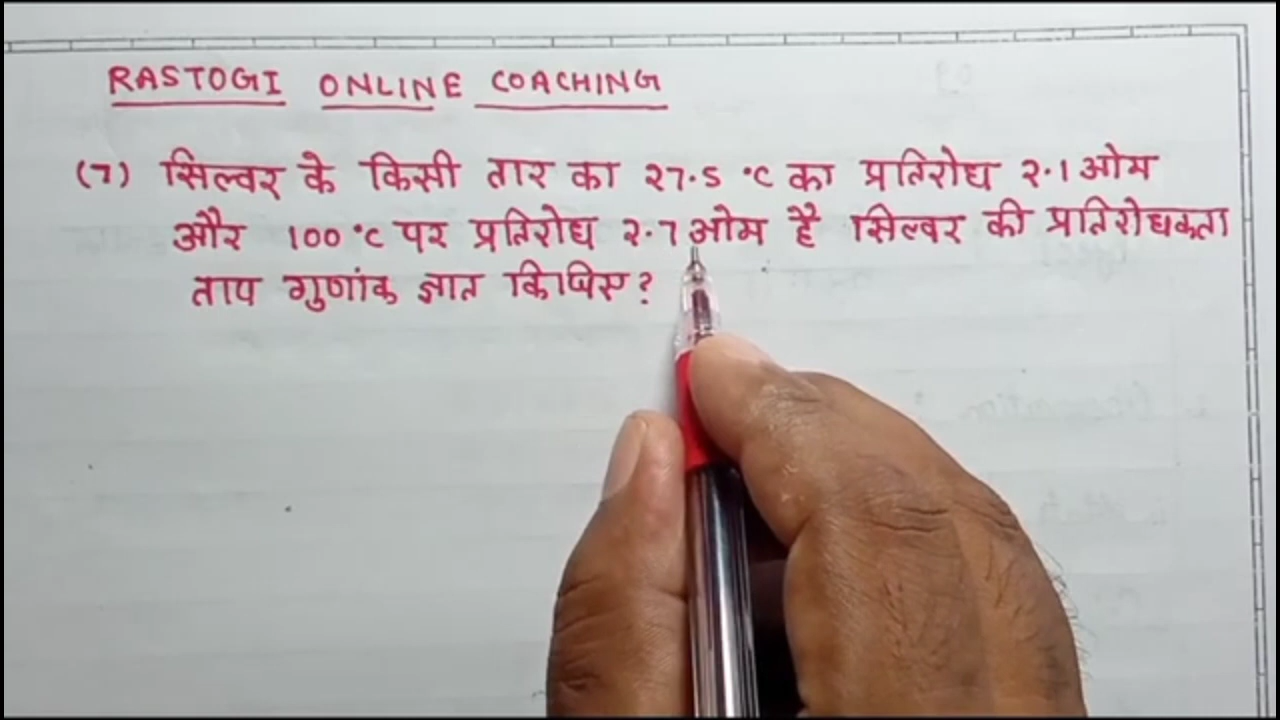 RASTOGI ONLINE COACHING
(7) सिल्वर के किसी तार का 27.5 °C का प्रतिरोध 2.1 ओम
और 100 °C पर प्रतिरोध 2.7 ओम है सिल्वर की प्रतिरोधकता
ताप गुणांक ज्ञात किजिए?